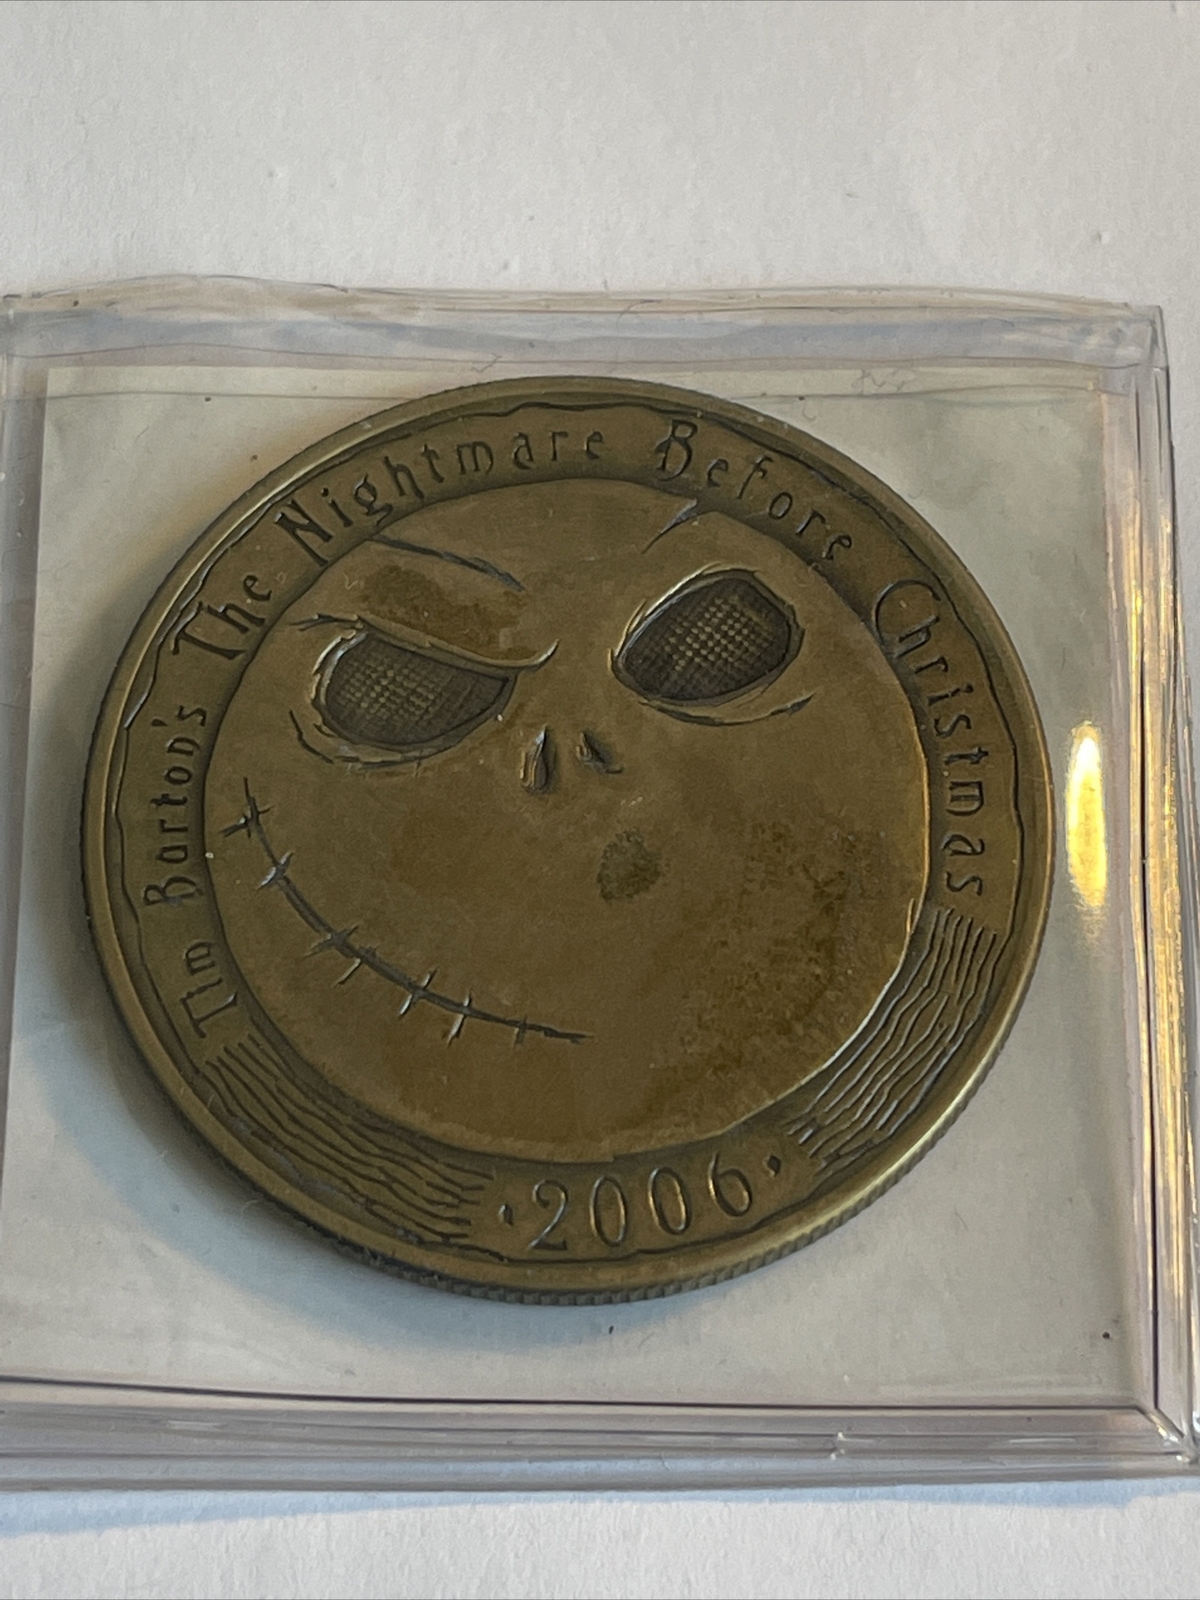 Tim Burton's The Nightmare Before Christmas
·2006·